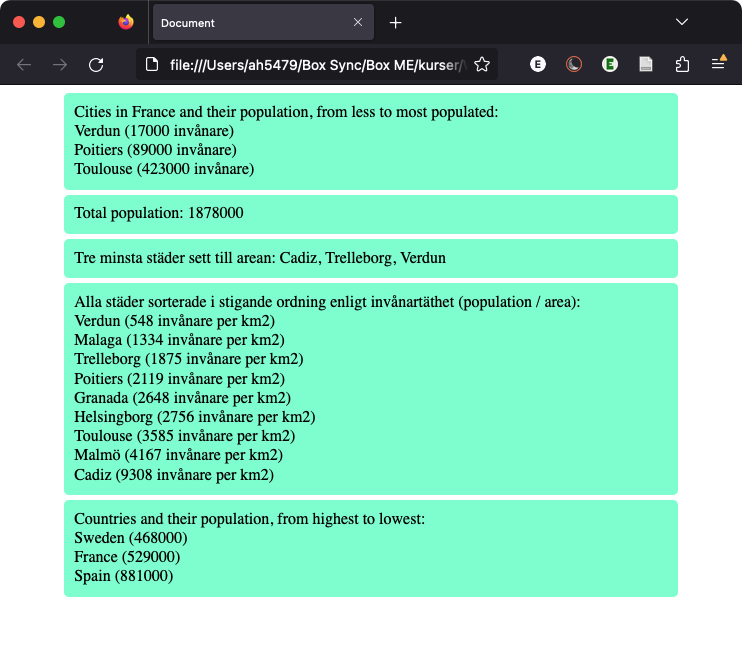 Document
file:///Users/ah5479/Box Sync/Box ME/kurser/
E
E
Cities in France and their population, from less to most populated:
Verdun (17000 invånare)
Poitiers (89000 invånare)
Toulouse (423000 invånare)
Total population: 1878000
Tre minsta städer sett till arean: Cadiz, Trelleborg, Verdun
Alla städer sorterade i stigande ordning enligt invånartäthet (population / area):
Verdun (548 invånare per km2)
Malaga (1334 invånare per km2)
Trelleborg (1875 invånare per km2)
Poitiers (2119 invånare per km2)
Granada (2648 invånare per km2)
Helsingborg (2756 invånare per km2)
Toulouse (3585 invånare per km2)
Malmö (4167 invånare per km2)
Cadiz (9308 invånare per km2)
Countries and their population, from highest to lowest:
Sweden (468000)
France (529000)
Spain (881000)